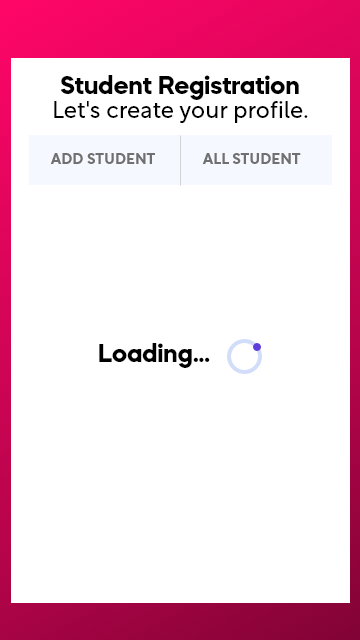 Student Registration
Let's create your profile.
ADD STUDENT
ALL STUDENT
Loading...